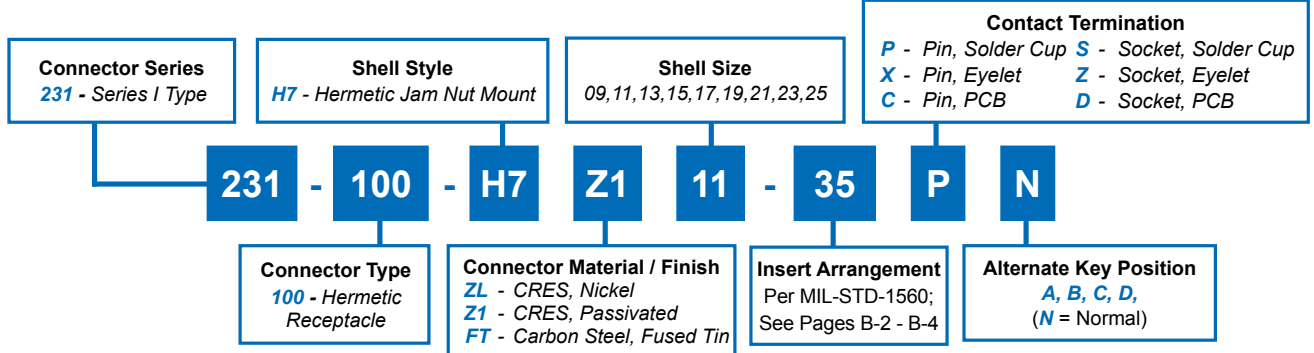 Connector Series
231 - Series I Type
Shell Style
H7 - Hermetic Jam Nut Mount
Shell Size
09,11,13,15,17,19,21,23,25
Contact Termination
P - Pin, Solder Cup S - Socket, Solder Cup
X - Pin, Eyelet Z - Socket, Eyelet
C - Pin, PCB D - Socket, PCB
231 - 100 - H7 Z1 11 - 35 P N
Connector Type
100 - Hermetic
Receptacle
Connector Material / Finish
ZL - CRES, Nickel
Z1 - CRES, Passivated
FT - Carbon Steel, Fused Tin
Insert Arrangement
Per MIL-STD-1560;
See Pages B-2 - B-4
Alternate Key Position
A, B, C, D,
(N = Normal)